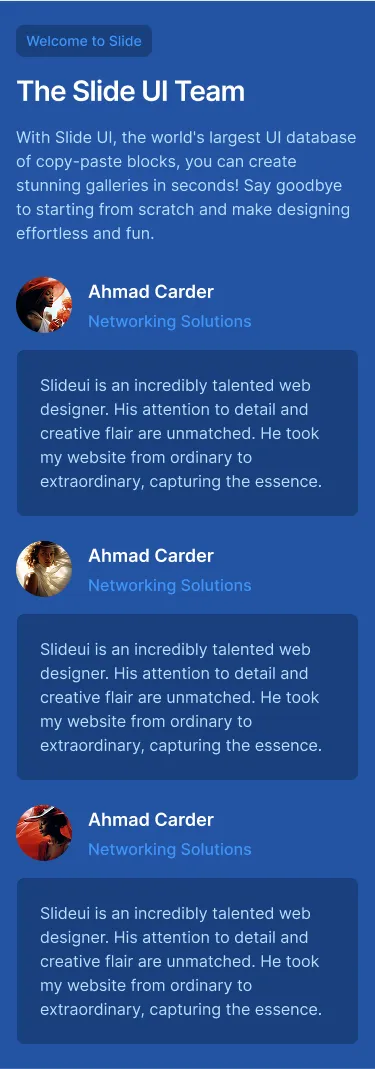 Welcome to Slide
The Slide UI Team
With Slide UI, the world's largest UI database
of copy-paste blocks, you can create
stunning galleries in seconds! Say goodbye
to starting from scratch and make designing
effortless and fun.
Ahmad Carder
Networking Solutions
Slideui is an incredibly talented web
designer. His attention to detail and
creative flair are unmatched. He took
my website from ordinary to
extraordinary, capturing the essence.
Ahmad Carder
Networking Solutions
Slideui is an incredibly talented web
designer. His attention to detail and
creative flair are unmatched. He took
my website from ordinary to
extraordinary, capturing the essence.
Ahmad Carder
Networking Solutions
Slideui is an incredibly talented web
designer. His attention to detail and
creative flair are unmatched. He took
my website from ordinary to
extraordinary, capturing the essence.